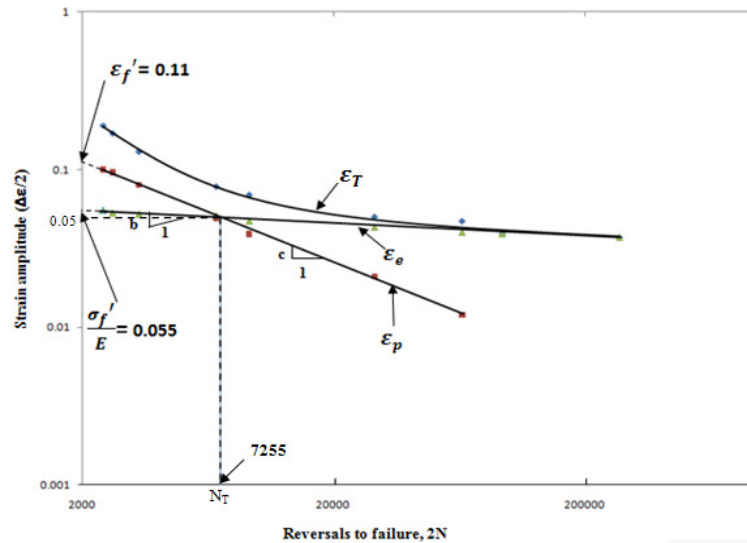 1
εf′ = 0.11
0.1
εT
0.05
b
1
εe
c
1
σf′
E
= 0.055
εp
0.01
7255
0.001
2000
NT
20000
200000
Strain amplitude (Δε/2)
Reversals to failure, 2N